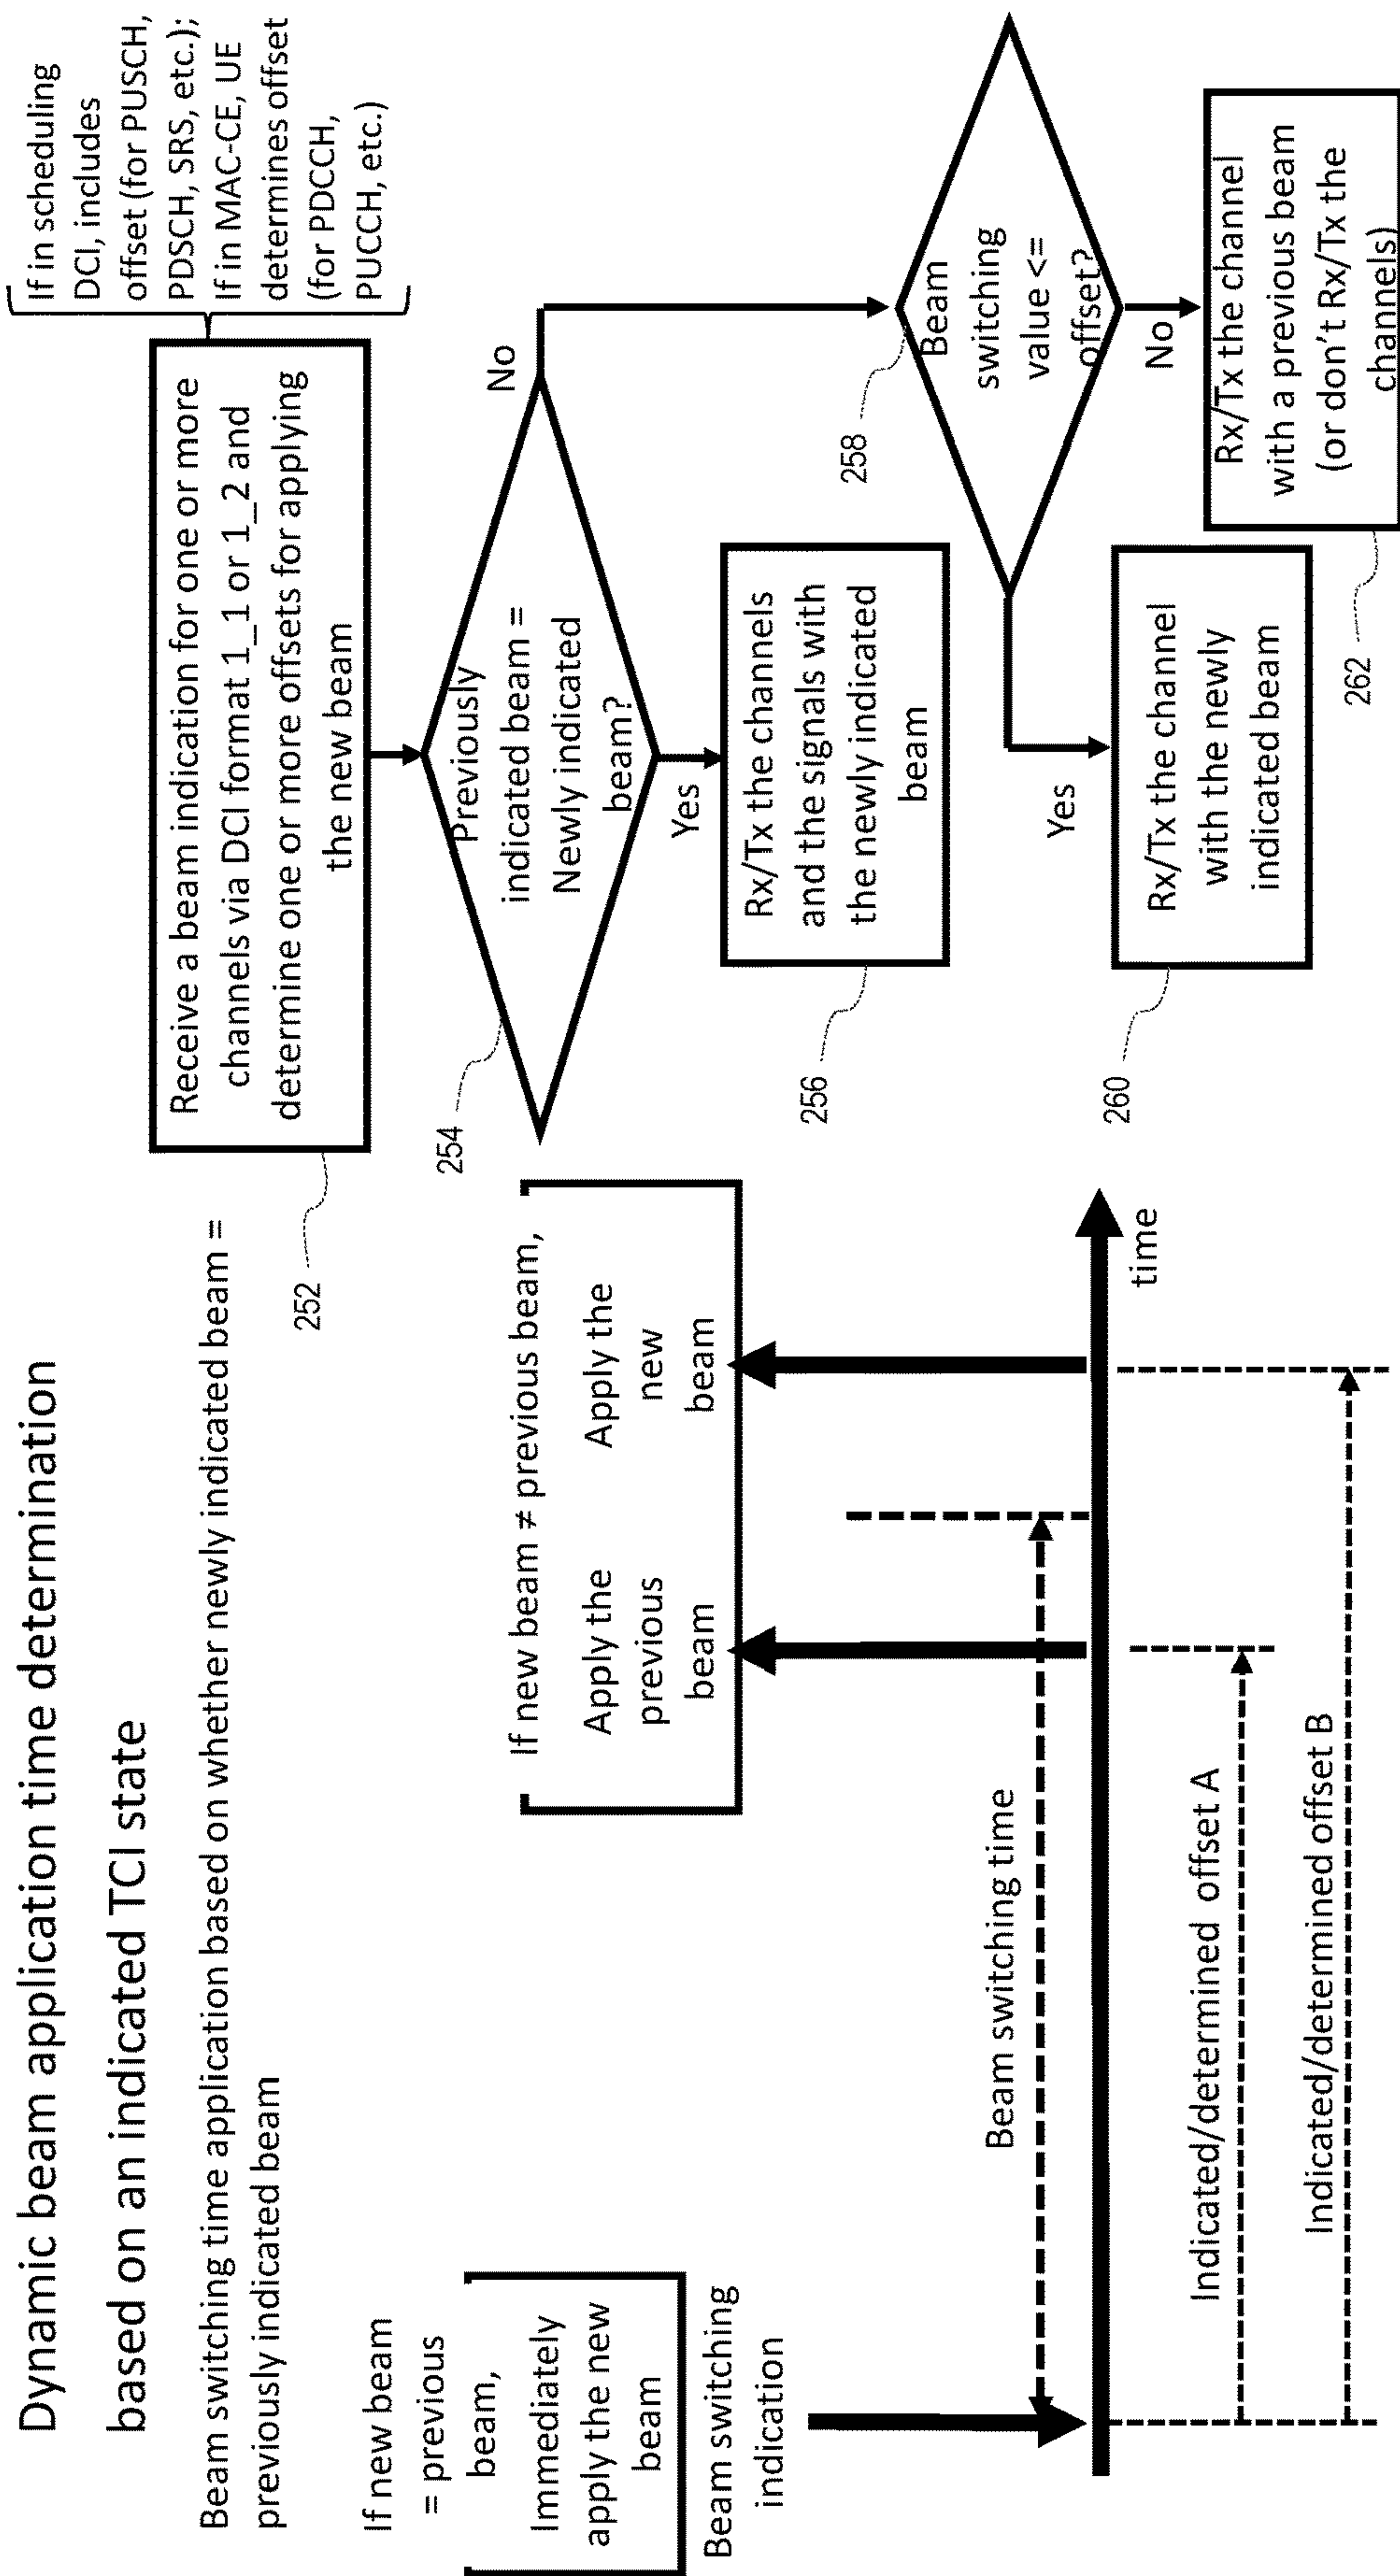 Dynamic beam application time determination
based on an indicated TCI state
Beam switching time application based on whether newly indicated beam =
previously indicated beam
If new beam
= previous
beam,
Immediately
apply the new
beam
Beam switching
indication
If new beam ≠ previous beam,
Apply the
previous
beam
Apply the
new
beam
Beam switching time
time
Indicated/determined offset A
Indicated/determined offset B
If in scheduling
DCI, includes
offset (for PUSCH,
PDSCH, SRS, etc.);
If in MAC-CE, UE
determines offset
(for PDCCH,
PUCCH, etc.)
Receive a beam indication for one or more
channels via DCI format 1_1 or 1_2 and
determine one or more offsets for applying
the new beam
252
Previously
indicated beam =
Newly indicated
beam?
254
No
Yes
Rx/Tx the channels
and the signals with
the newly indicated
beam
256
Beam
switching
value <=
offset?
258
Yes
No
Rx/Tx the channel
with the newly
indicated beam
260
Rx/Tx the channel
with a previous beam
(or don't Rx/Tx the
channels)
262